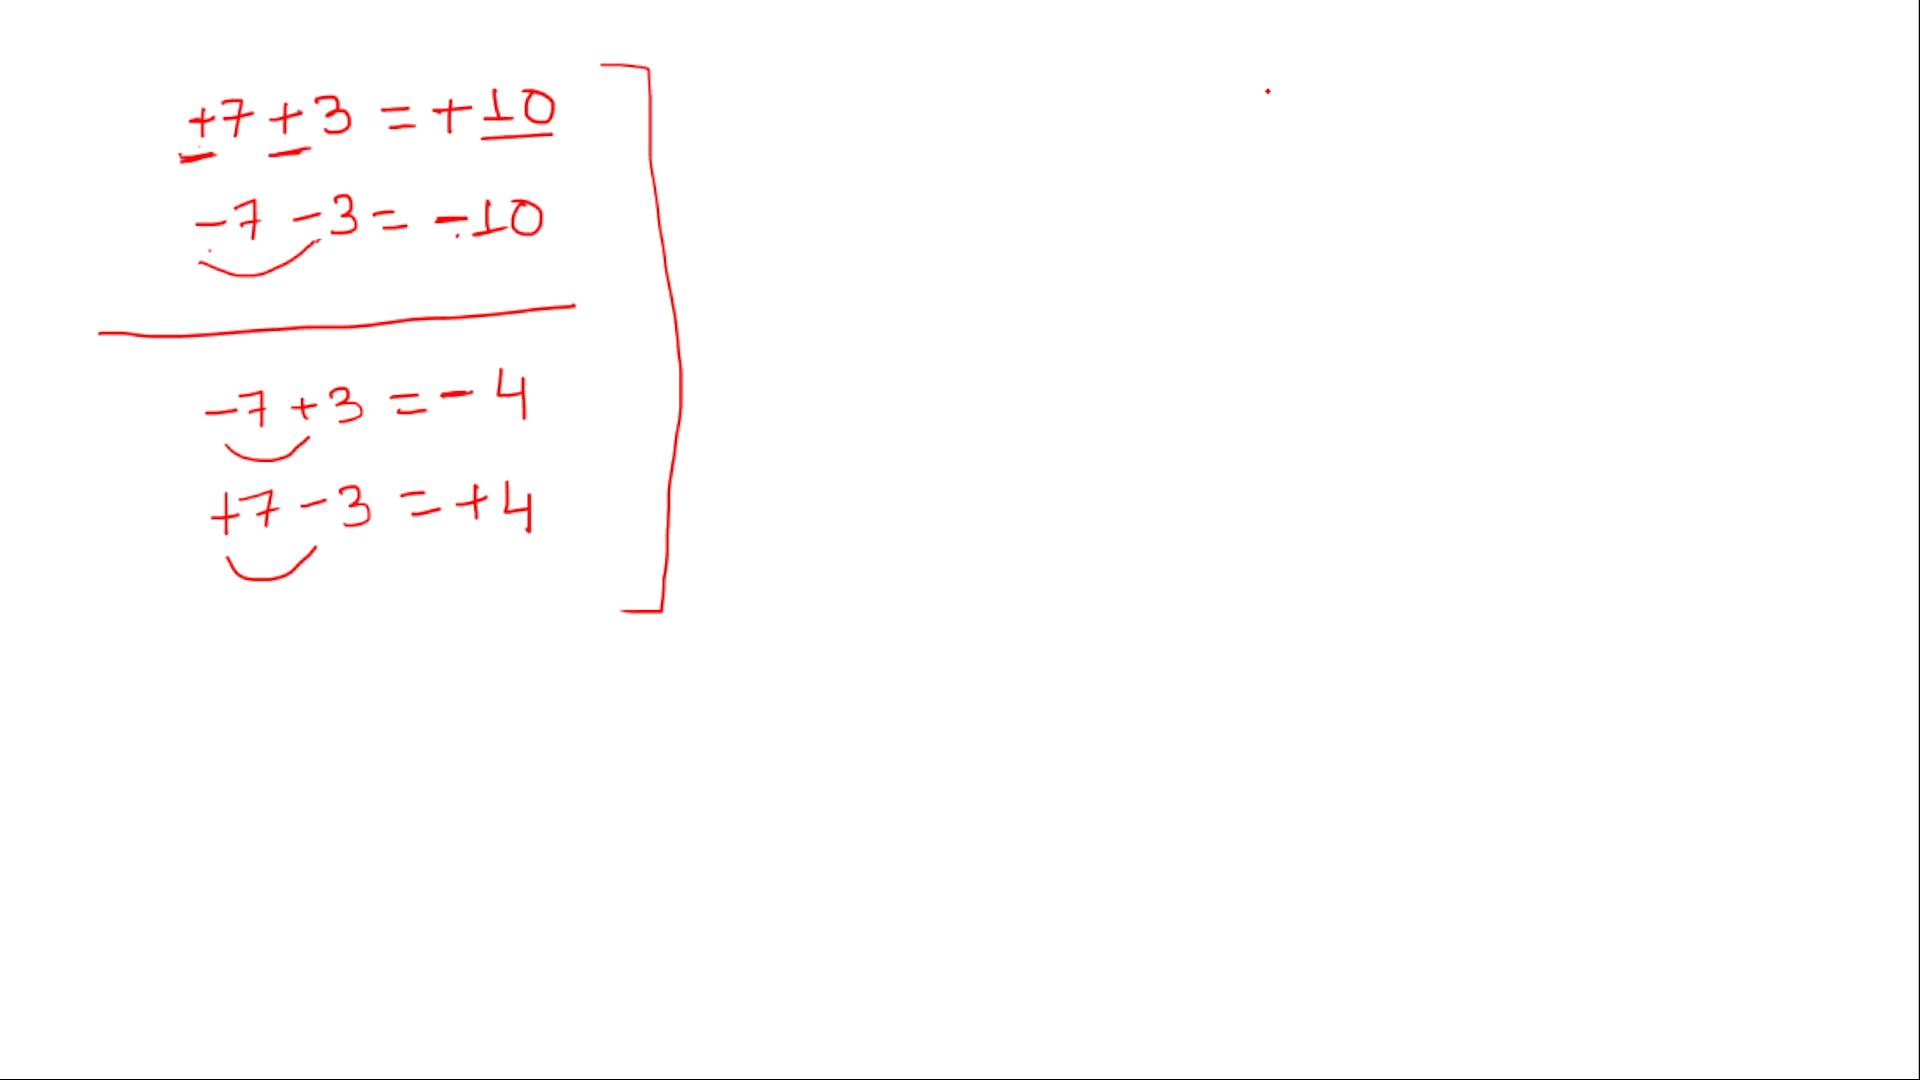 +7 + 3 = + 10
-7 - 3 = - 10
-7 + 3 = - 4
+7 - 3 = + 4